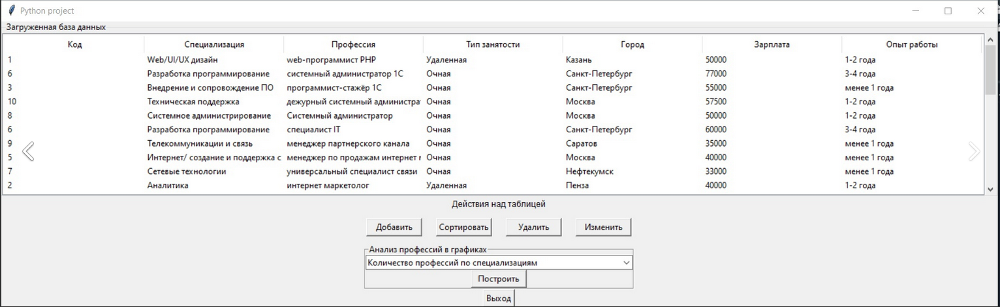 Python project
Загруженная база данных
Код Специализация Профессия Тип занятости Город Зарплата Опыт работы
1 Web/UI/UX дизайн web-программист PHP Удаленная Казань 50000 1-2 года
6 Разработка программирование системный администратор 1С Очная Санкт-Петербург 77000 3-4 года
3 Внедрение и сопровождение ПО программист-стажёр 1С Очная Санкт-Петербург 55000 менее 1 года
10 Техническая поддержка дежурный системный администра Очная Москва 57500 1-2 года
8 Системное администрирование Системный администратор Очная Москва 50000 1-2 года
6 Разработка программирование специалист IT Очная Санкт-Петербург 60000 3-4 года
9 Телекоммуникации и связь менеджер партнерского канала Очная Саратов 35000 менее 1 года
5 Интернет/ создание и поддержка с менеджер по продажам интернет Очная Москва 40000 менее 1 года
7 Сетевые технологии универсальный специалист связи Очная Нефтекумск 33000 менее 1 года
2 Аналитика интернет маркетолог Удаленная Пенза 40000 1-2 года
Действия над таблицей
Добавить Сортировать Удалить Изменить
Анализ профессий в графиках
Количество профессий по специализациям
Построить
Выход